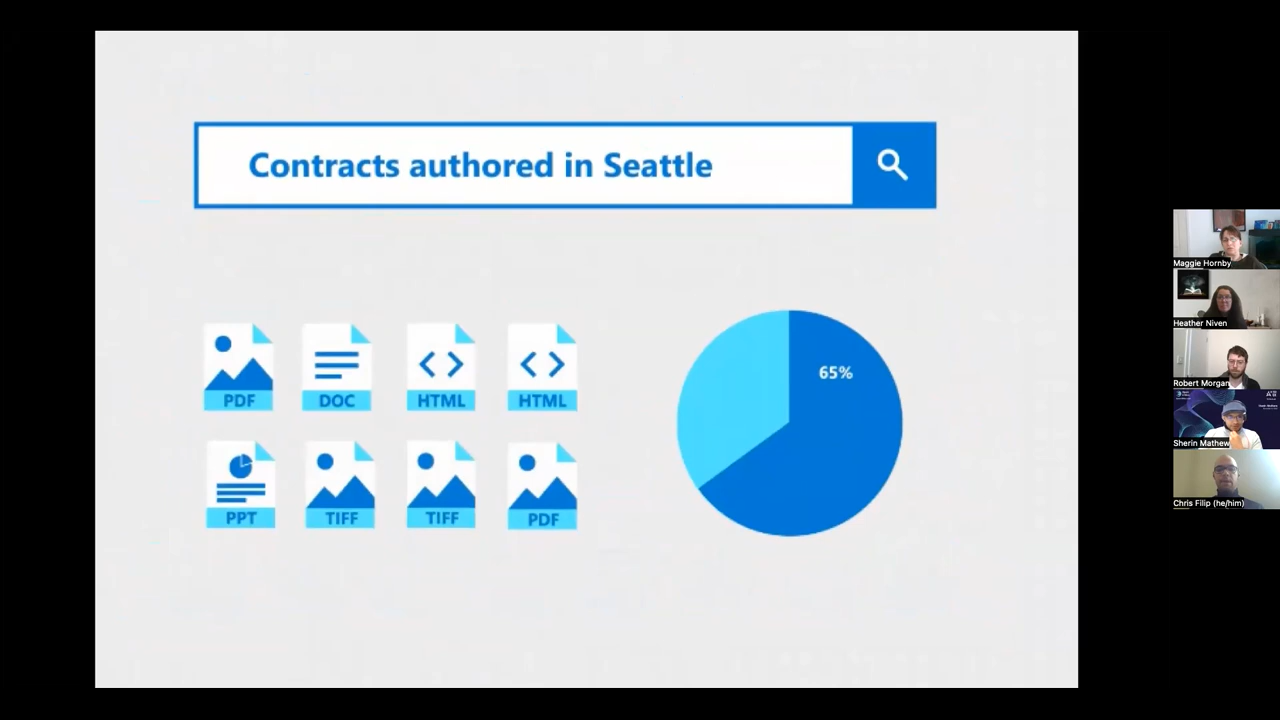 Contracts authored in Seattle
PDF
DOC
HTML
HTML
PPT
TIFF
TIFF
PDF
65%
Maggie Hornby
Heather Niven
Robert Morgan
Sherin Mathew
Chris Filip (he/him)